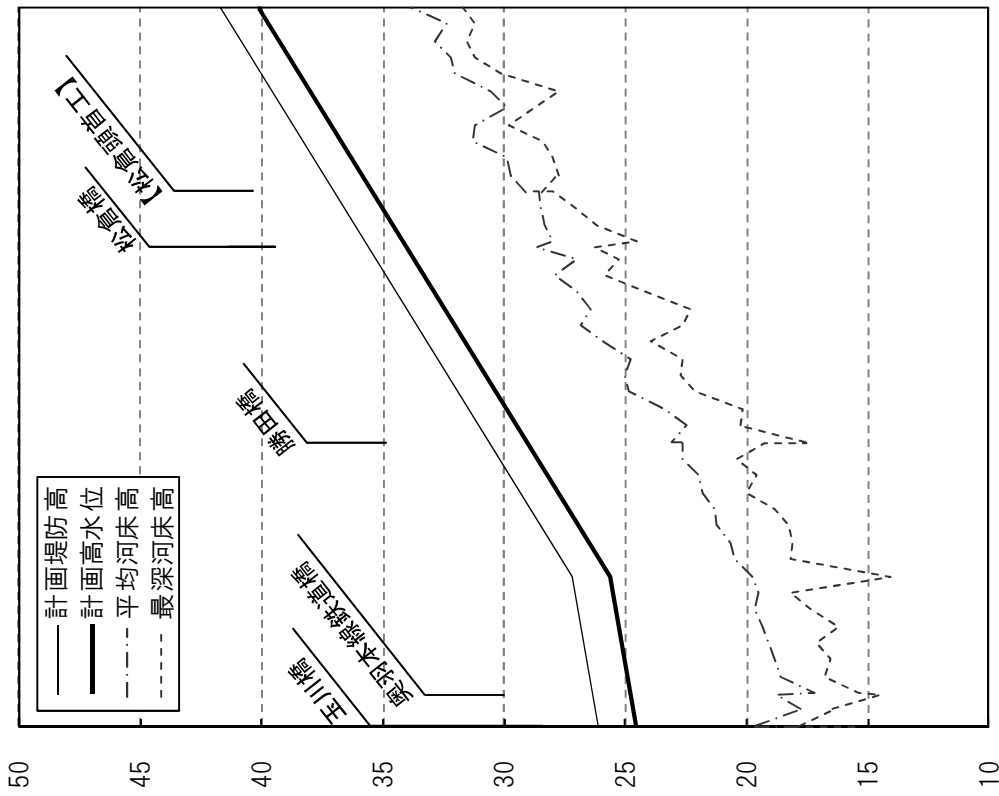 計画堤防高
計画高水位
平均河床高
最深河床高
玉川橋
奥羽本線鉄道橋
勝田橋
松倉橋
【松倉頭首工】
50
45
40
35
30
25
20
15
10